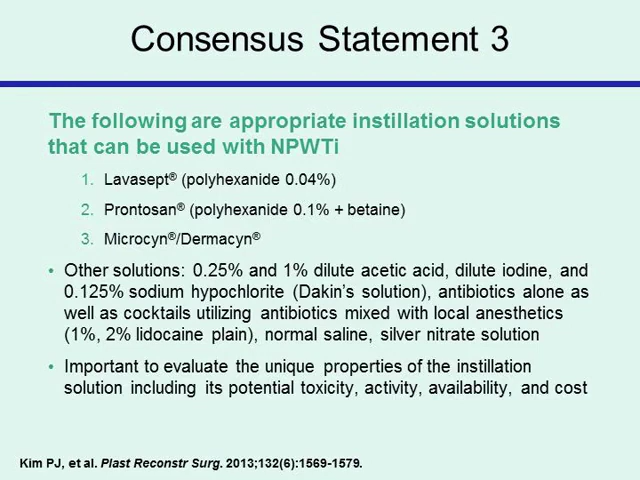 Consensus Statement 3
The following are appropriate instillation solutions
that can be used with NPWTi
1. Lavasept® (polyhexanide 0.04%)
2. Prontosan® (polyhexanide 0.1% + betaine)
3. Microcyn®/Dermacyn®
• Other solutions: 0.25% and 1% dilute acetic acid, dilute iodine, and
0.125% sodium hypochlorite (Dakin’s solution), antibiotics alone as
well as cocktails utilizing antibiotics mixed with local anesthetics
(1%, 2% lidocaine plain), normal saline, silver nitrate solution
• Important to evaluate the unique properties of the instillation
solution including its potential toxicity, activity, availability, and cost
Kim PJ, et al. Plast Reconstr Surg. 2013;132(6):1569-1579.